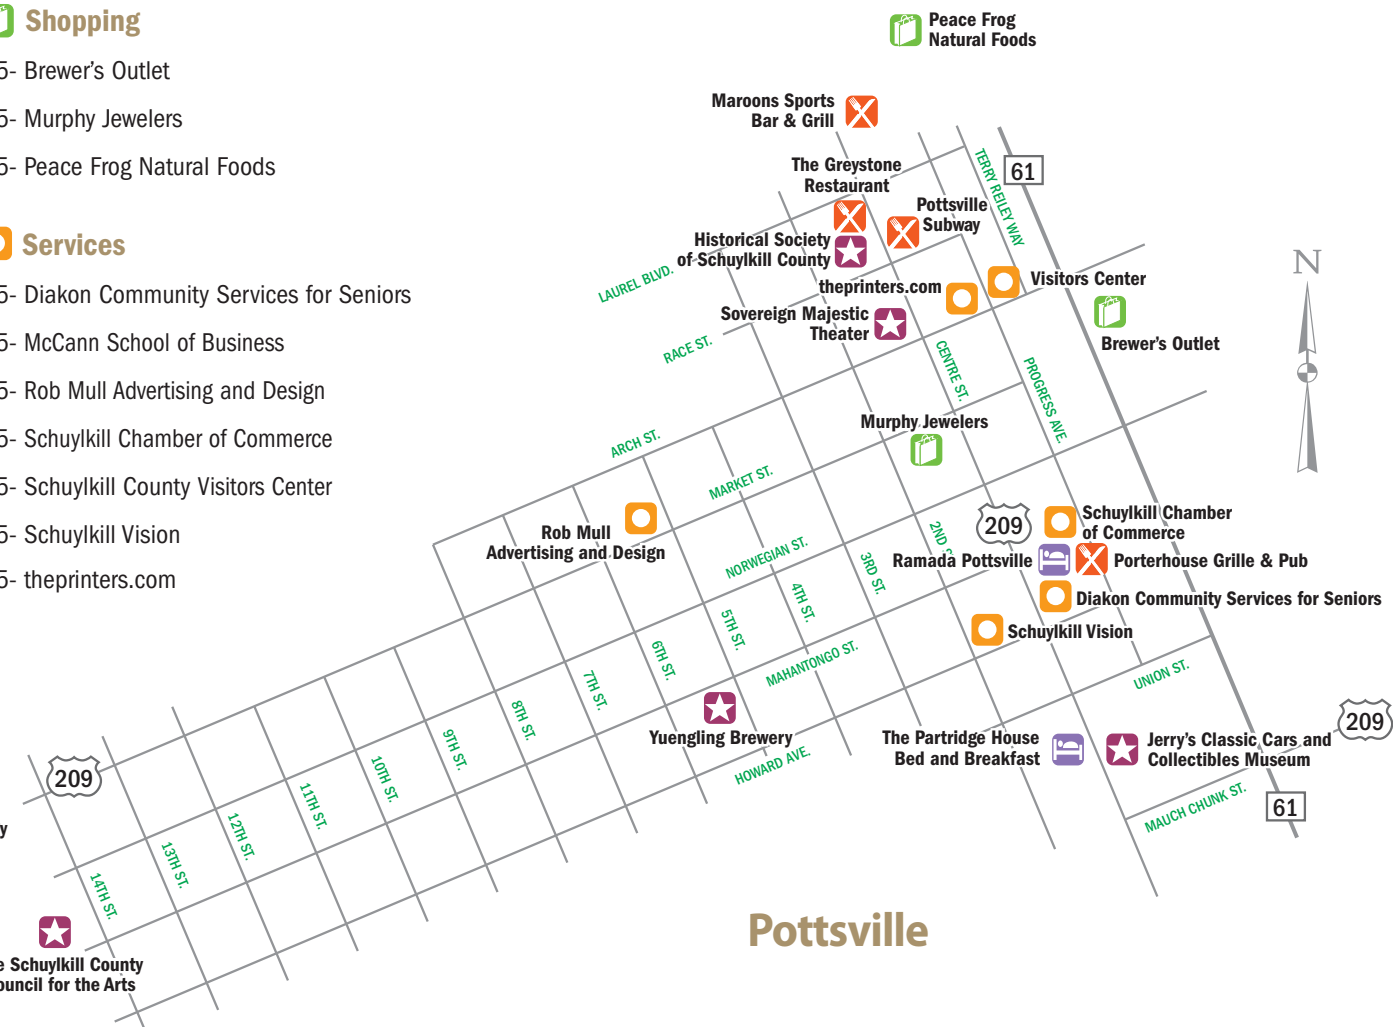 Shopping
5- Brewer's Outlet
5- Murphy Jewelers
5- Peace Frog Natural Foods
Services
5- Diakon Community Services for Seniors
5- McCann School of Business
5- Rob Mull Advertising and Design
5- Schuylkill Chamber of Commerce
5- Schuylkill County Visitors Center
5- Schuylkill Vision
5- theprinters.com
Peace Frog
Natural Foods
Maroons Sports
Bar & Grill
The Greystone
Restaurant
Pottsville
Subway
Historical Society
of Schuylkill County
theprinters.com
Visitors Center
Sovereign Majestic
Theater
Brewer's Outlet
Murphy Jewelers
Rob Mull
Advertising and Design
Schuylkill Chamber
of Commerce
Ramada Pottsville
Porterhouse Grille & Pub
Diakon Community Services for Seniors
Schuylkill Vision
Yuengling Brewery
The Partridge House
Bed and Breakfast
Jerry's Classic Cars and
Collectibles Museum
e Schuylkill County
ouncil for the Arts
y
LAUREL BLVD.
RACE ST.
ARCH ST.
MARKET ST.
NORWEGIAN ST.
MAHANTONGO ST.
HOWARD AVE.
UNION ST.
MAUCH CHUNK ST.
TERRY REILEY WAY
PROGRESS AVE.
CENTRE ST.
2ND
3RD ST.
4TH ST.
5TH ST.
6TH ST.
7TH ST.
8TH ST.
9TH ST.
10TH ST.
11TH ST.
12TH ST.
13TH ST.
14TH ST.
61
209
209
209
61
N
Pottsville